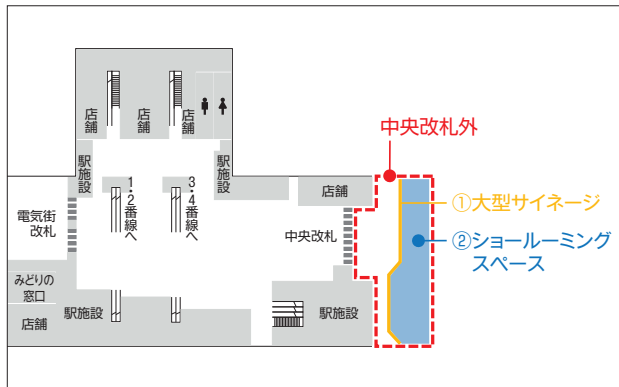 店舗
店舗
店舗
駅施設
駅施設
1・2番線へ
3・4番線へ
中央改札外
店舗
①大型サイネージ
電気街
改札
中央改札
②ショールーミング
スペース
みどりの
窓口
店舗
駅施設
駅施設